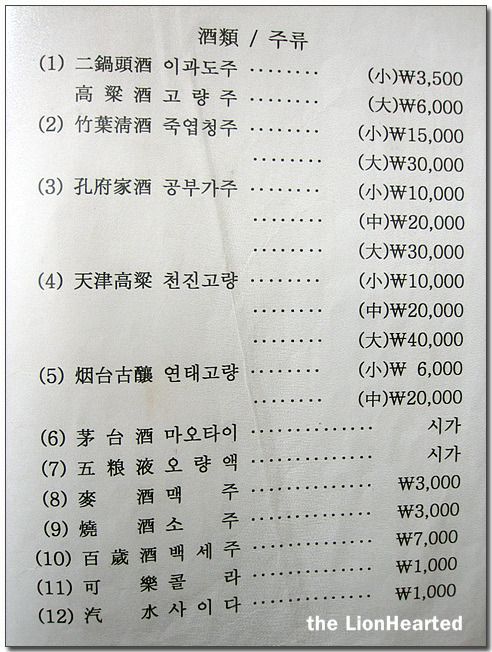 酒類 / 주류
(1) 二鍋頭酒 이과도주 ········ (小)₩3,500
高 粱 酒 고 량 주 ········ (大)₩6,000
(2) 竹葉淸酒 죽엽청주 ········ (小)₩15,000
········ (大)₩30,000
(3) 孔府家酒 공부가주 ········ (小)₩10,000
········ (中)₩20,000
········ (大)₩30,000
(4) 天津高粱 천진고량 ········ (小)₩10,000
········ (中)₩20,000
········ (大)₩40,000
(5) 烟台古釀 연태고량 ········ (小)₩ 6,000
········ (中)₩20,000
(6) 茅 台 酒 마오타이 ············· 시가
(7) 五 粮 液 오 량 액 ············· 시가
(8) 麥 酒 맥 주 ············· ₩3,000
(9) 燒 酒 소 주 ············· ₩3,000
(10) 百 歲 酒 백 세 주 ············· ₩7,000
(11) 可 樂 콜 라 ············· ₩1,000
(12) 汽 水 사 이 다 ············· ₩1,000
the LionHearted